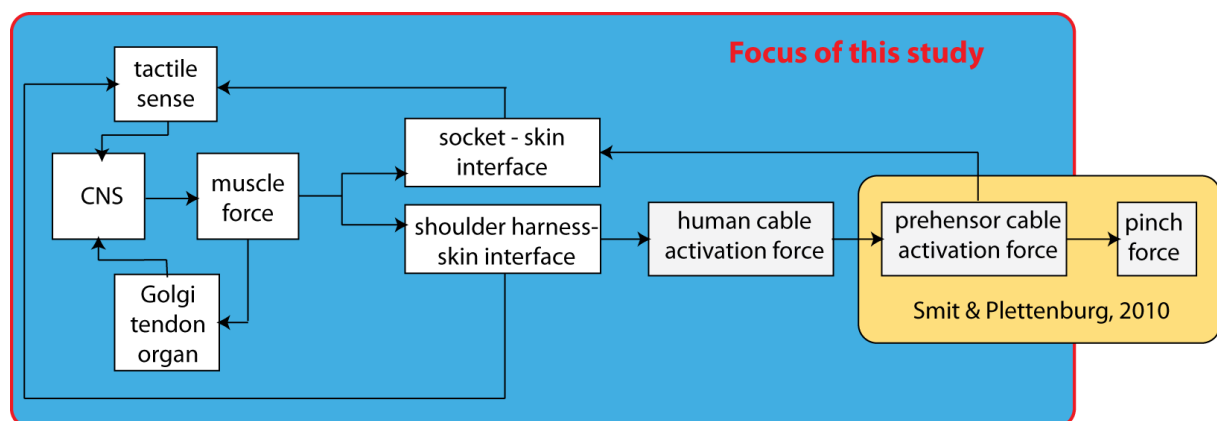 Focus of this study
tactile
sense
socket - skin
interface
CNS
muscle
force
shoulder harness-
skin interface
human cable
activation force
prehensor cable
activation force
pinch
force
Golgi
tendon
organ
Smit & Plettenburg, 2010